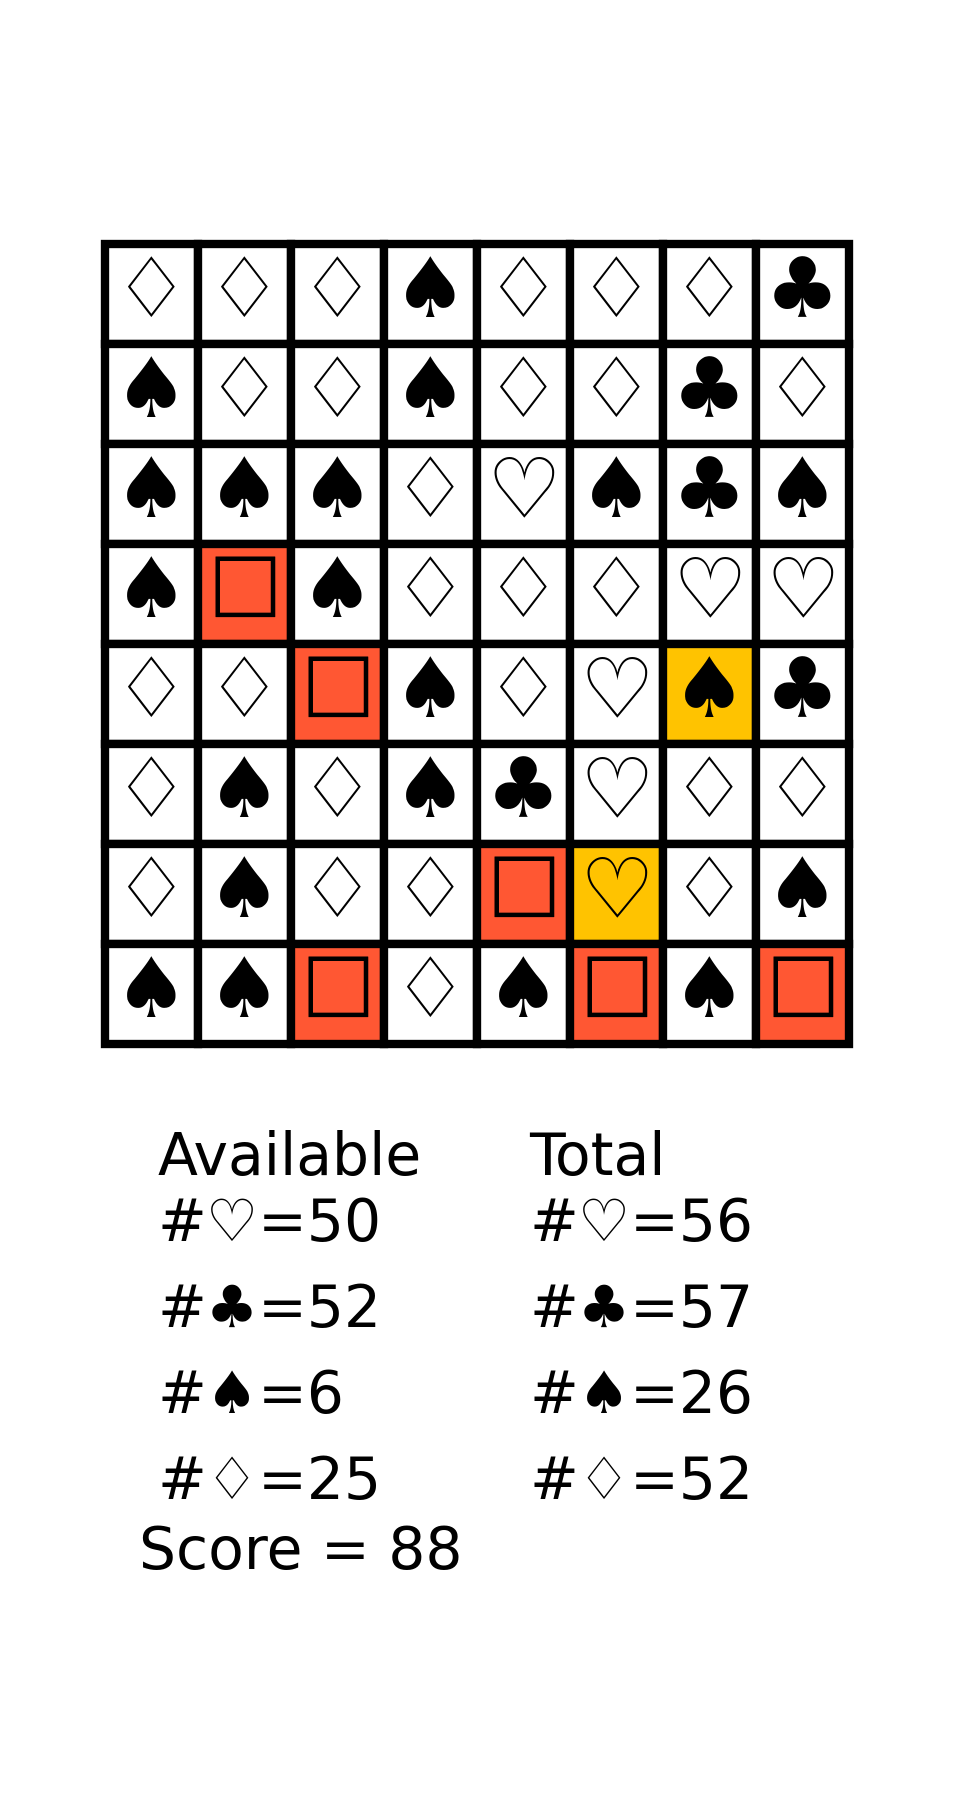 ♢ ♢ ♢ ♠ ♢ ♢ ♢ ♣
♠ ♢ ♢ ♠ ♢ ♢ ♣ ♢
♠ ♠ ♠ ♢ ♡ ♠ ♣ ♠
♠ □ ♠ ♢ ♢ ♢ ♡ ♡
♢ ♢ □ ♠ ♢ ♡ ♠ ♣
♢ ♠ ♢ ♠ ♣ ♡ ♢ ♢
♢ ♠ ♢ ♢ □ ♡ ♢ ♠
♠ ♠ □ ♢ ♠ □ ♠ □
Available Total
#♡=50 #♡=56
#♣=52 #♣=57
#♠=6 #♠=26
#♢=25 #♢=52
Score = 88